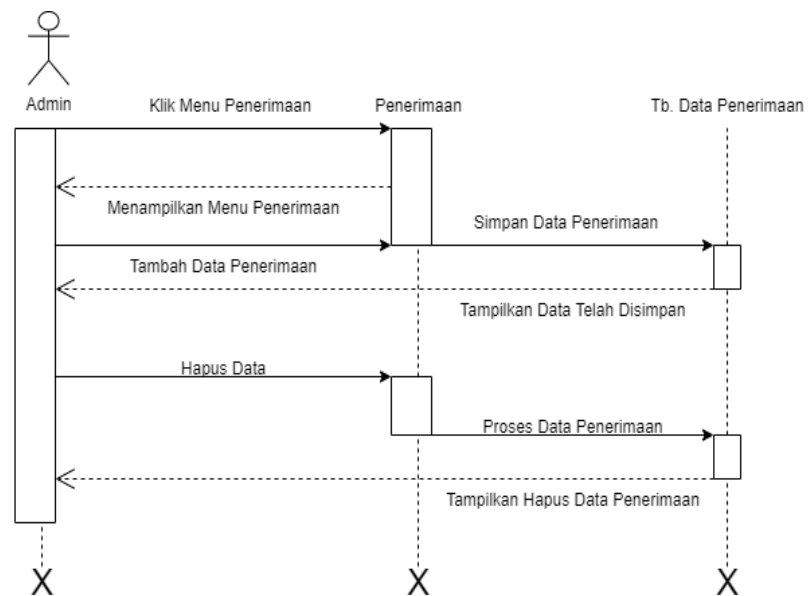 Admin
Klik Menu Penerimaan
Penerimaan
Tb. Data Penerimaan
Menampilkan Menu Penerimaan
Simpan Data Penerimaan
Tambah Data Penerimaan
Tampilkan Data Telah Disimpan
Hapus Data
Proses Data Penerimaan
Tampilkan Hapus Data Penerimaan